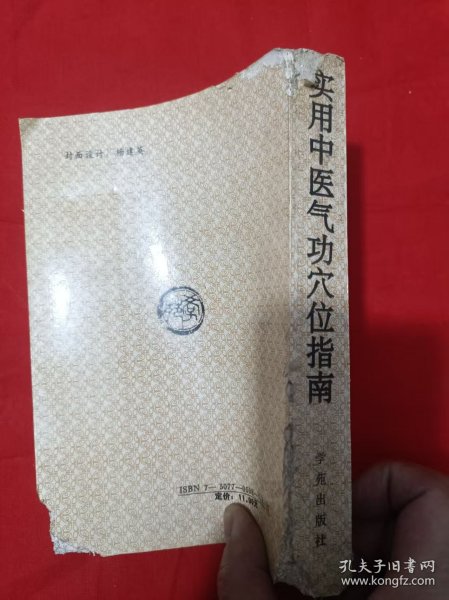 实用中医气功穴位指南
学苑出版社
封面设计：杨建英
ISBN 7—5077—0
定价：11.
孔夫子旧书网
www.kongfz.com